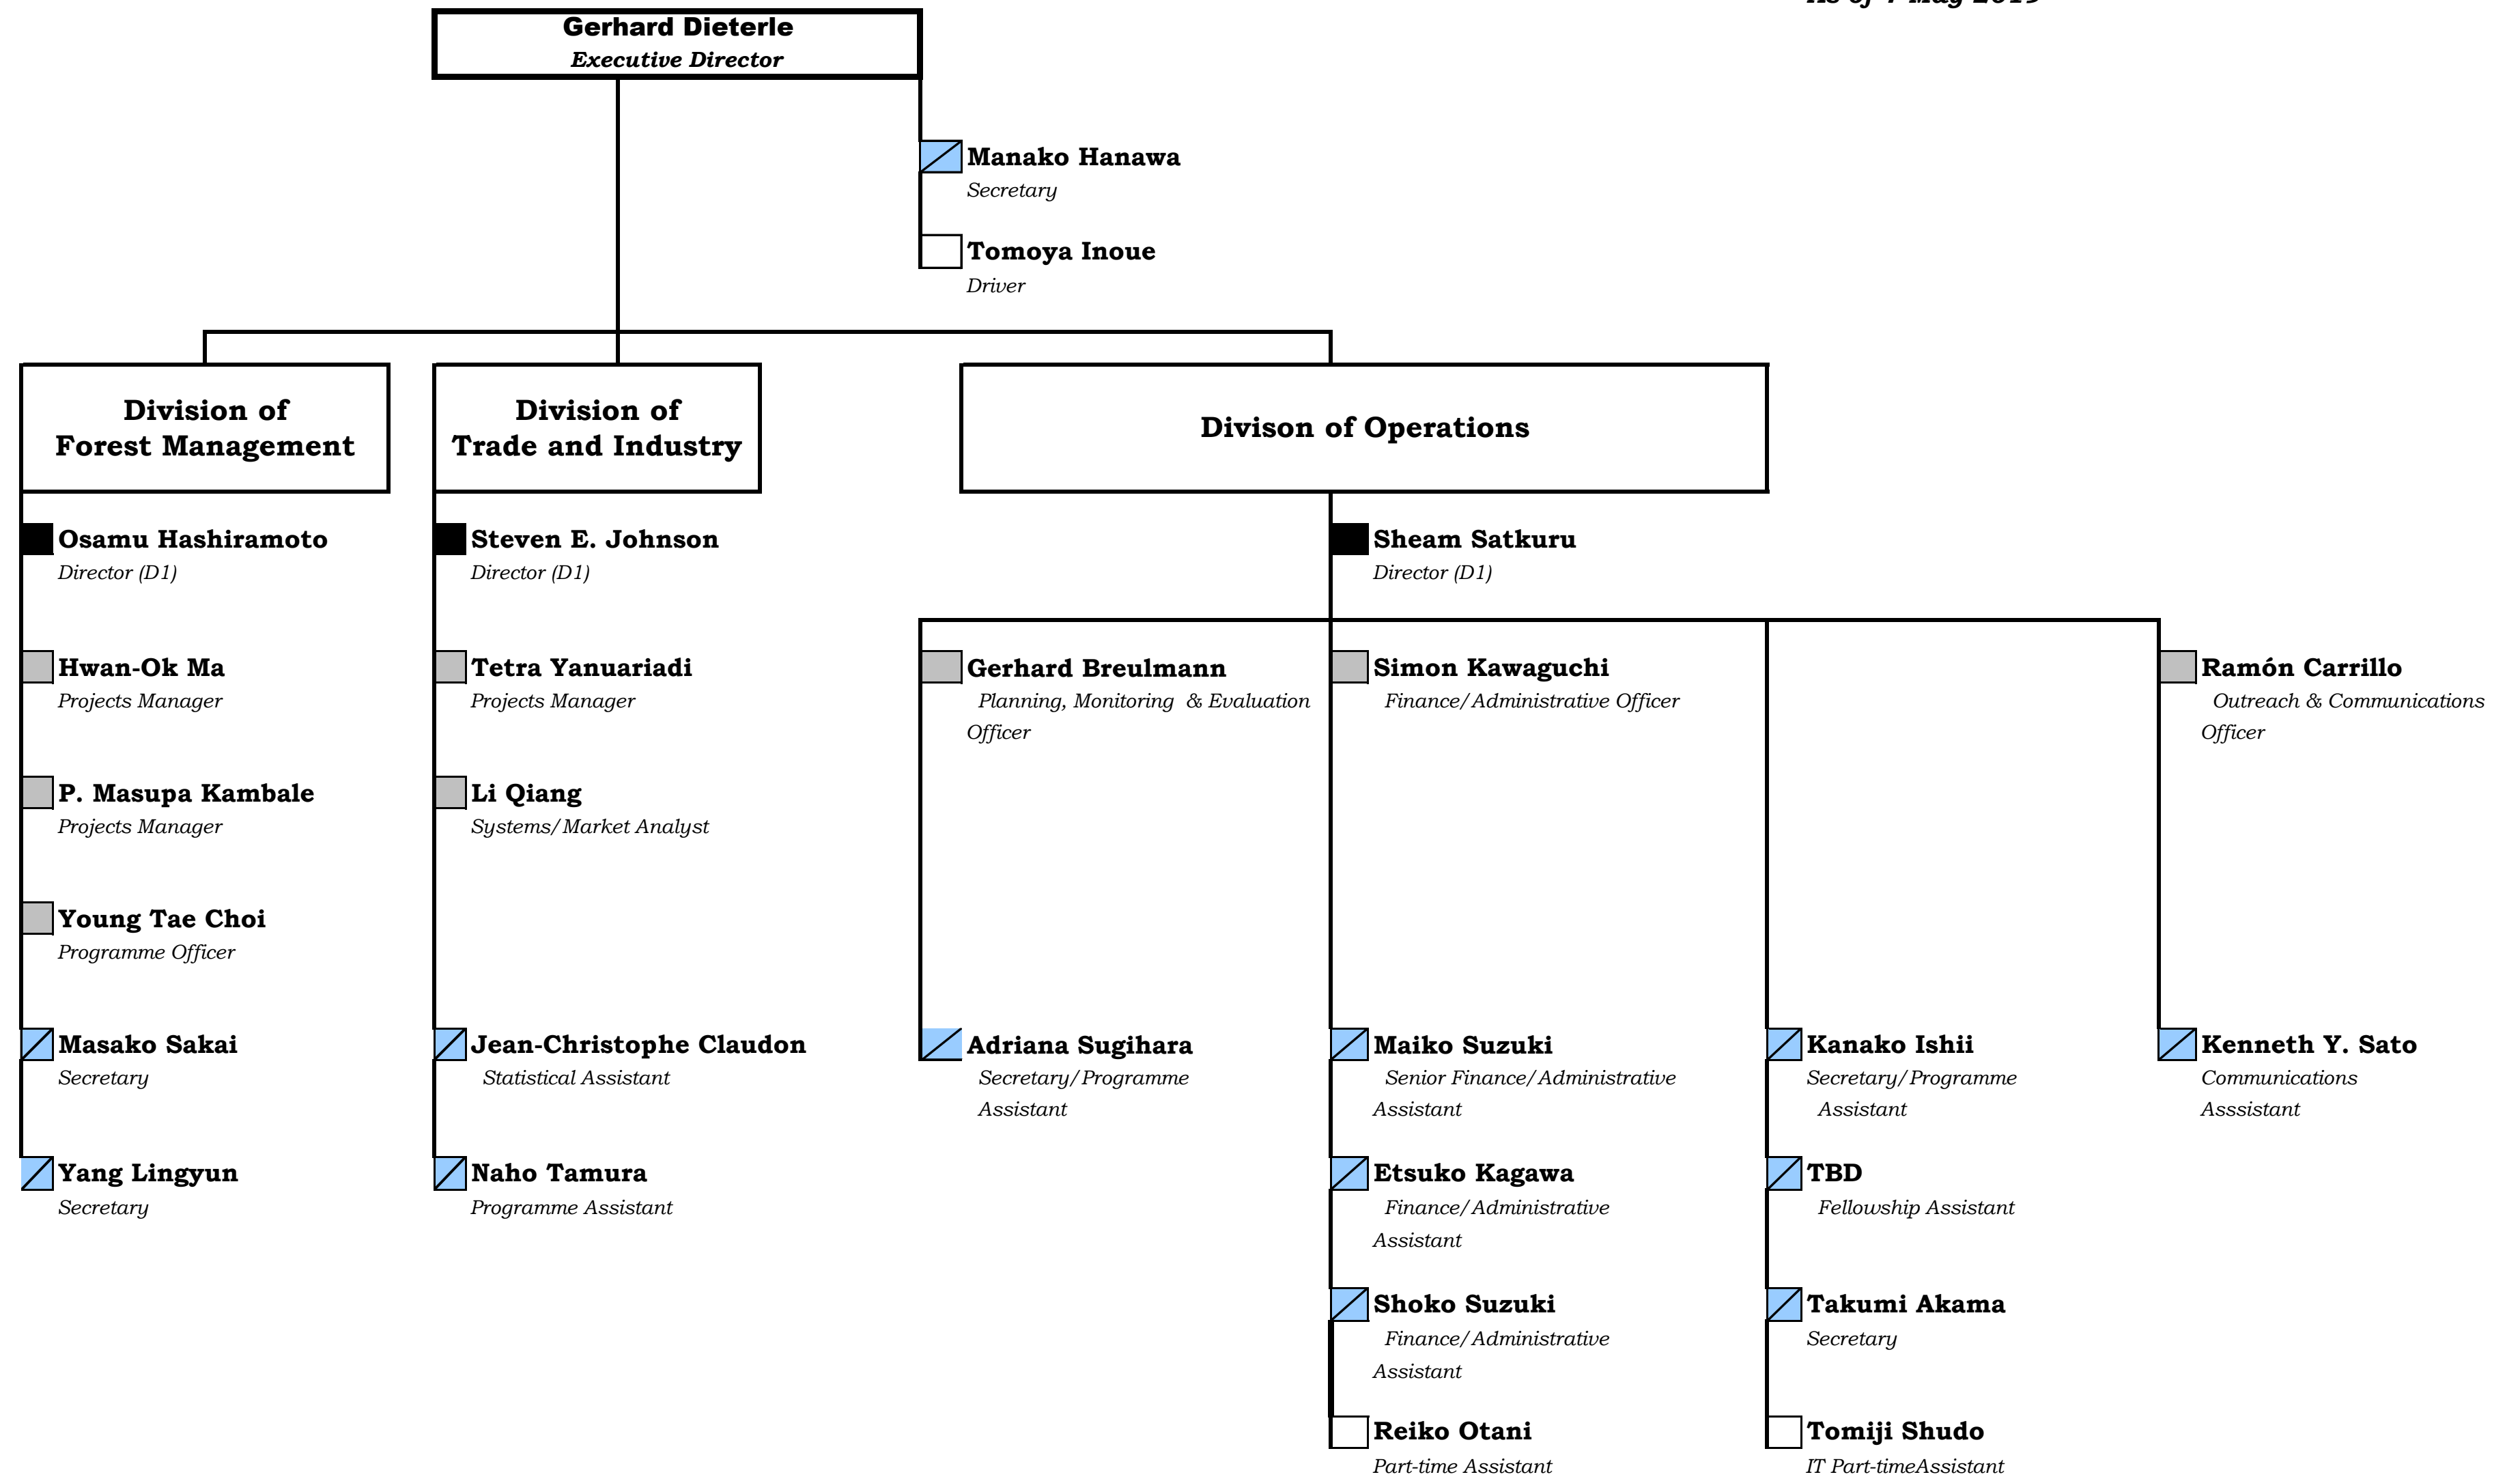 Gerhard Dieterle
Executive Director
Manako Hanawa
Secretary
Tomoya Inoue
Driver
Division of
Forest Management
Division of
Trade and Industry
Divison of Operations
Osamu Hashiramoto
Director (D1)
Steven E. Johnson
Director (D1)
Sheam Satkuru
Director (D1)
Hwan-Ok Ma
Projects Manager
Tetra Yanuariadi
Projects Manager
Gerhard Breulmann
Planning, Monitoring & Evaluation
Officer
Simon Kawaguchi
Finance/Administrative Officer
Ramón Carrillo
Outreach & Communications
Officer
P. Masupa Kambale
Projects Manager
Li Qiang
Systems/Market Analyst
Young Tae Choi
Programme Officer
Masako Sakai
Secretary
Jean-Christophe Claudon
Statistical Assistant
Adriana Sugihara
Secretary/Programme
Assistant
Maiko Suzuki
Senior Finance/Administrative
Assistant
Kanako Ishii
Secretary/Programme
Assistant
Kenneth Y. Sato
Communications
Asssistant
Yang Lingyun
Secretary
Naho Tamura
Programme Assistant
Etsuko Kagawa
Finance/Administrative
Assistant
TBD
Fellowship Assistant
Shoko Suzuki
Finance/Administrative
Assistant
Takumi Akama
Secretary
Reiko Otani
Part-time Assistant
Tomiji Shudo
IT Part-timeAssistant